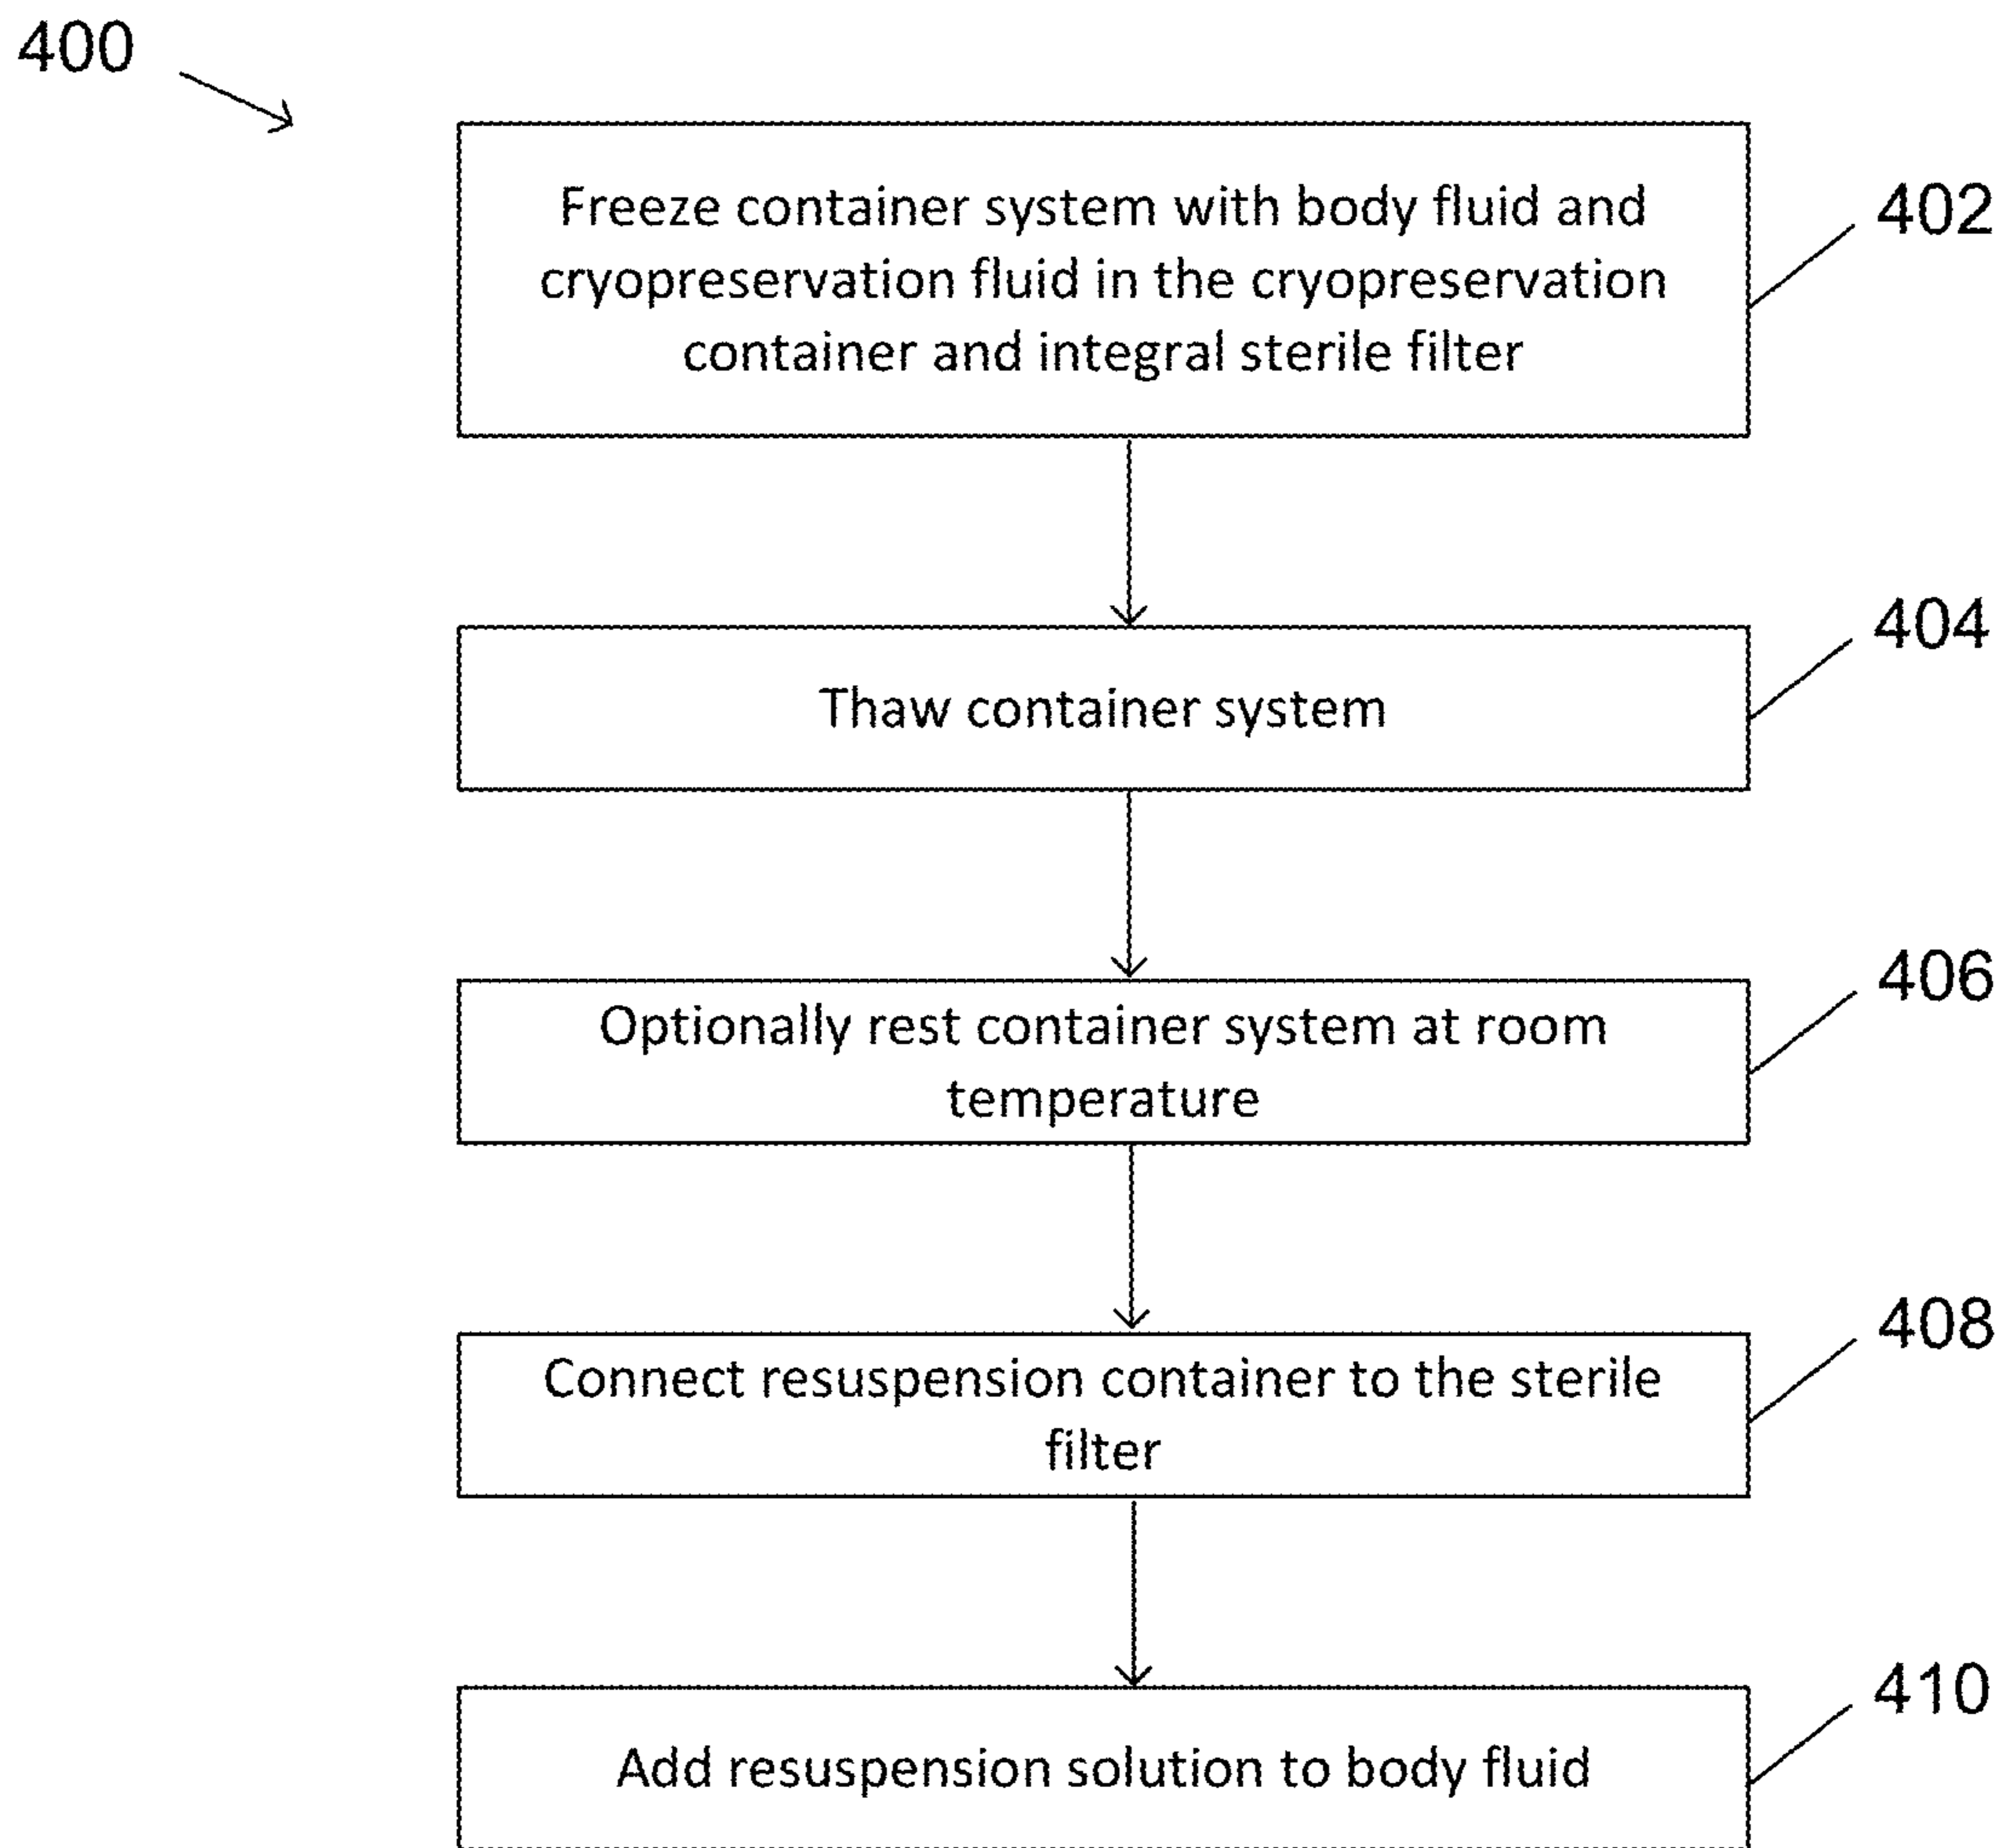 400
Freeze container system with body fluid and
cryopreservation fluid in the cryopreservation
container and integral sterile filter
402
Thaw container system
404
Optionally rest container system at room
temperature
406
Connect resuspension container to the sterile
filter
408
Add resuspension solution to body fluid
410